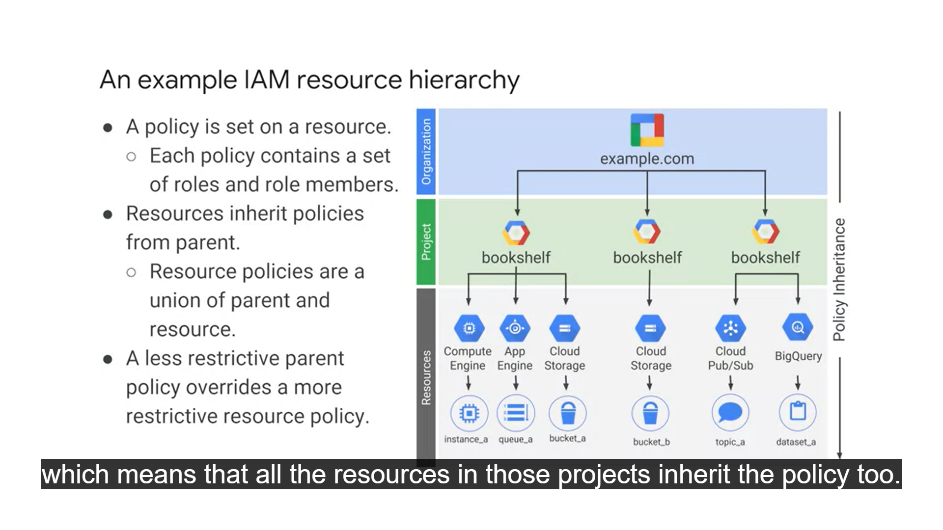 An example IAM resource hierarchy
● A policy is set on a resource.
○ Each policy contains a set
of roles and role members.
● Resources inherit policies
from parent.
○ Resource policies are a
union of parent and
resource.
● A less restrictive parent
policy overrides a more
restrictive resource policy.
Organization
example.com
Project
bookshelf
bookshelf
bookshelf
Resources
Compute
Engine
App
Engine
Cloud
Storage
Cloud
Storage
Cloud
Pub/Sub
BigQuery
instance_a
queue_a
bucket_a
bucket_b
topic_a
dataset_a
Policy Inheritance
which means that all the resources in those projects inherit the policy too.